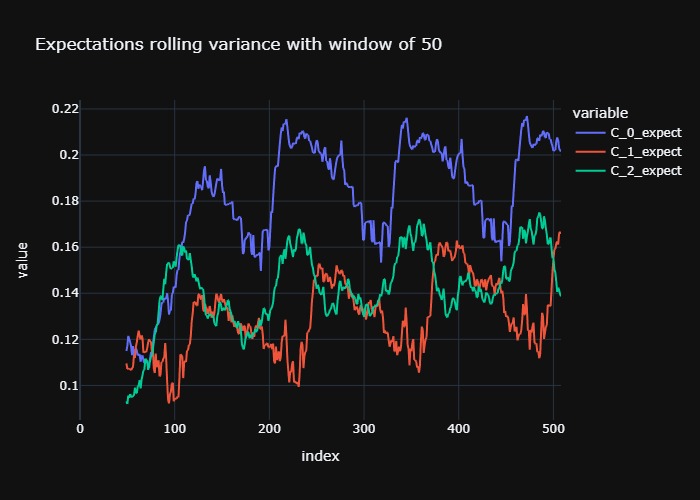 Expectations rolling variance with window of 50
variable
C_0_expect
C_1_expect
C_2_expect
value
0.22
0.2
0.18
0.16
0.14
0.12
0.1
0 100 200 300 400 500
index